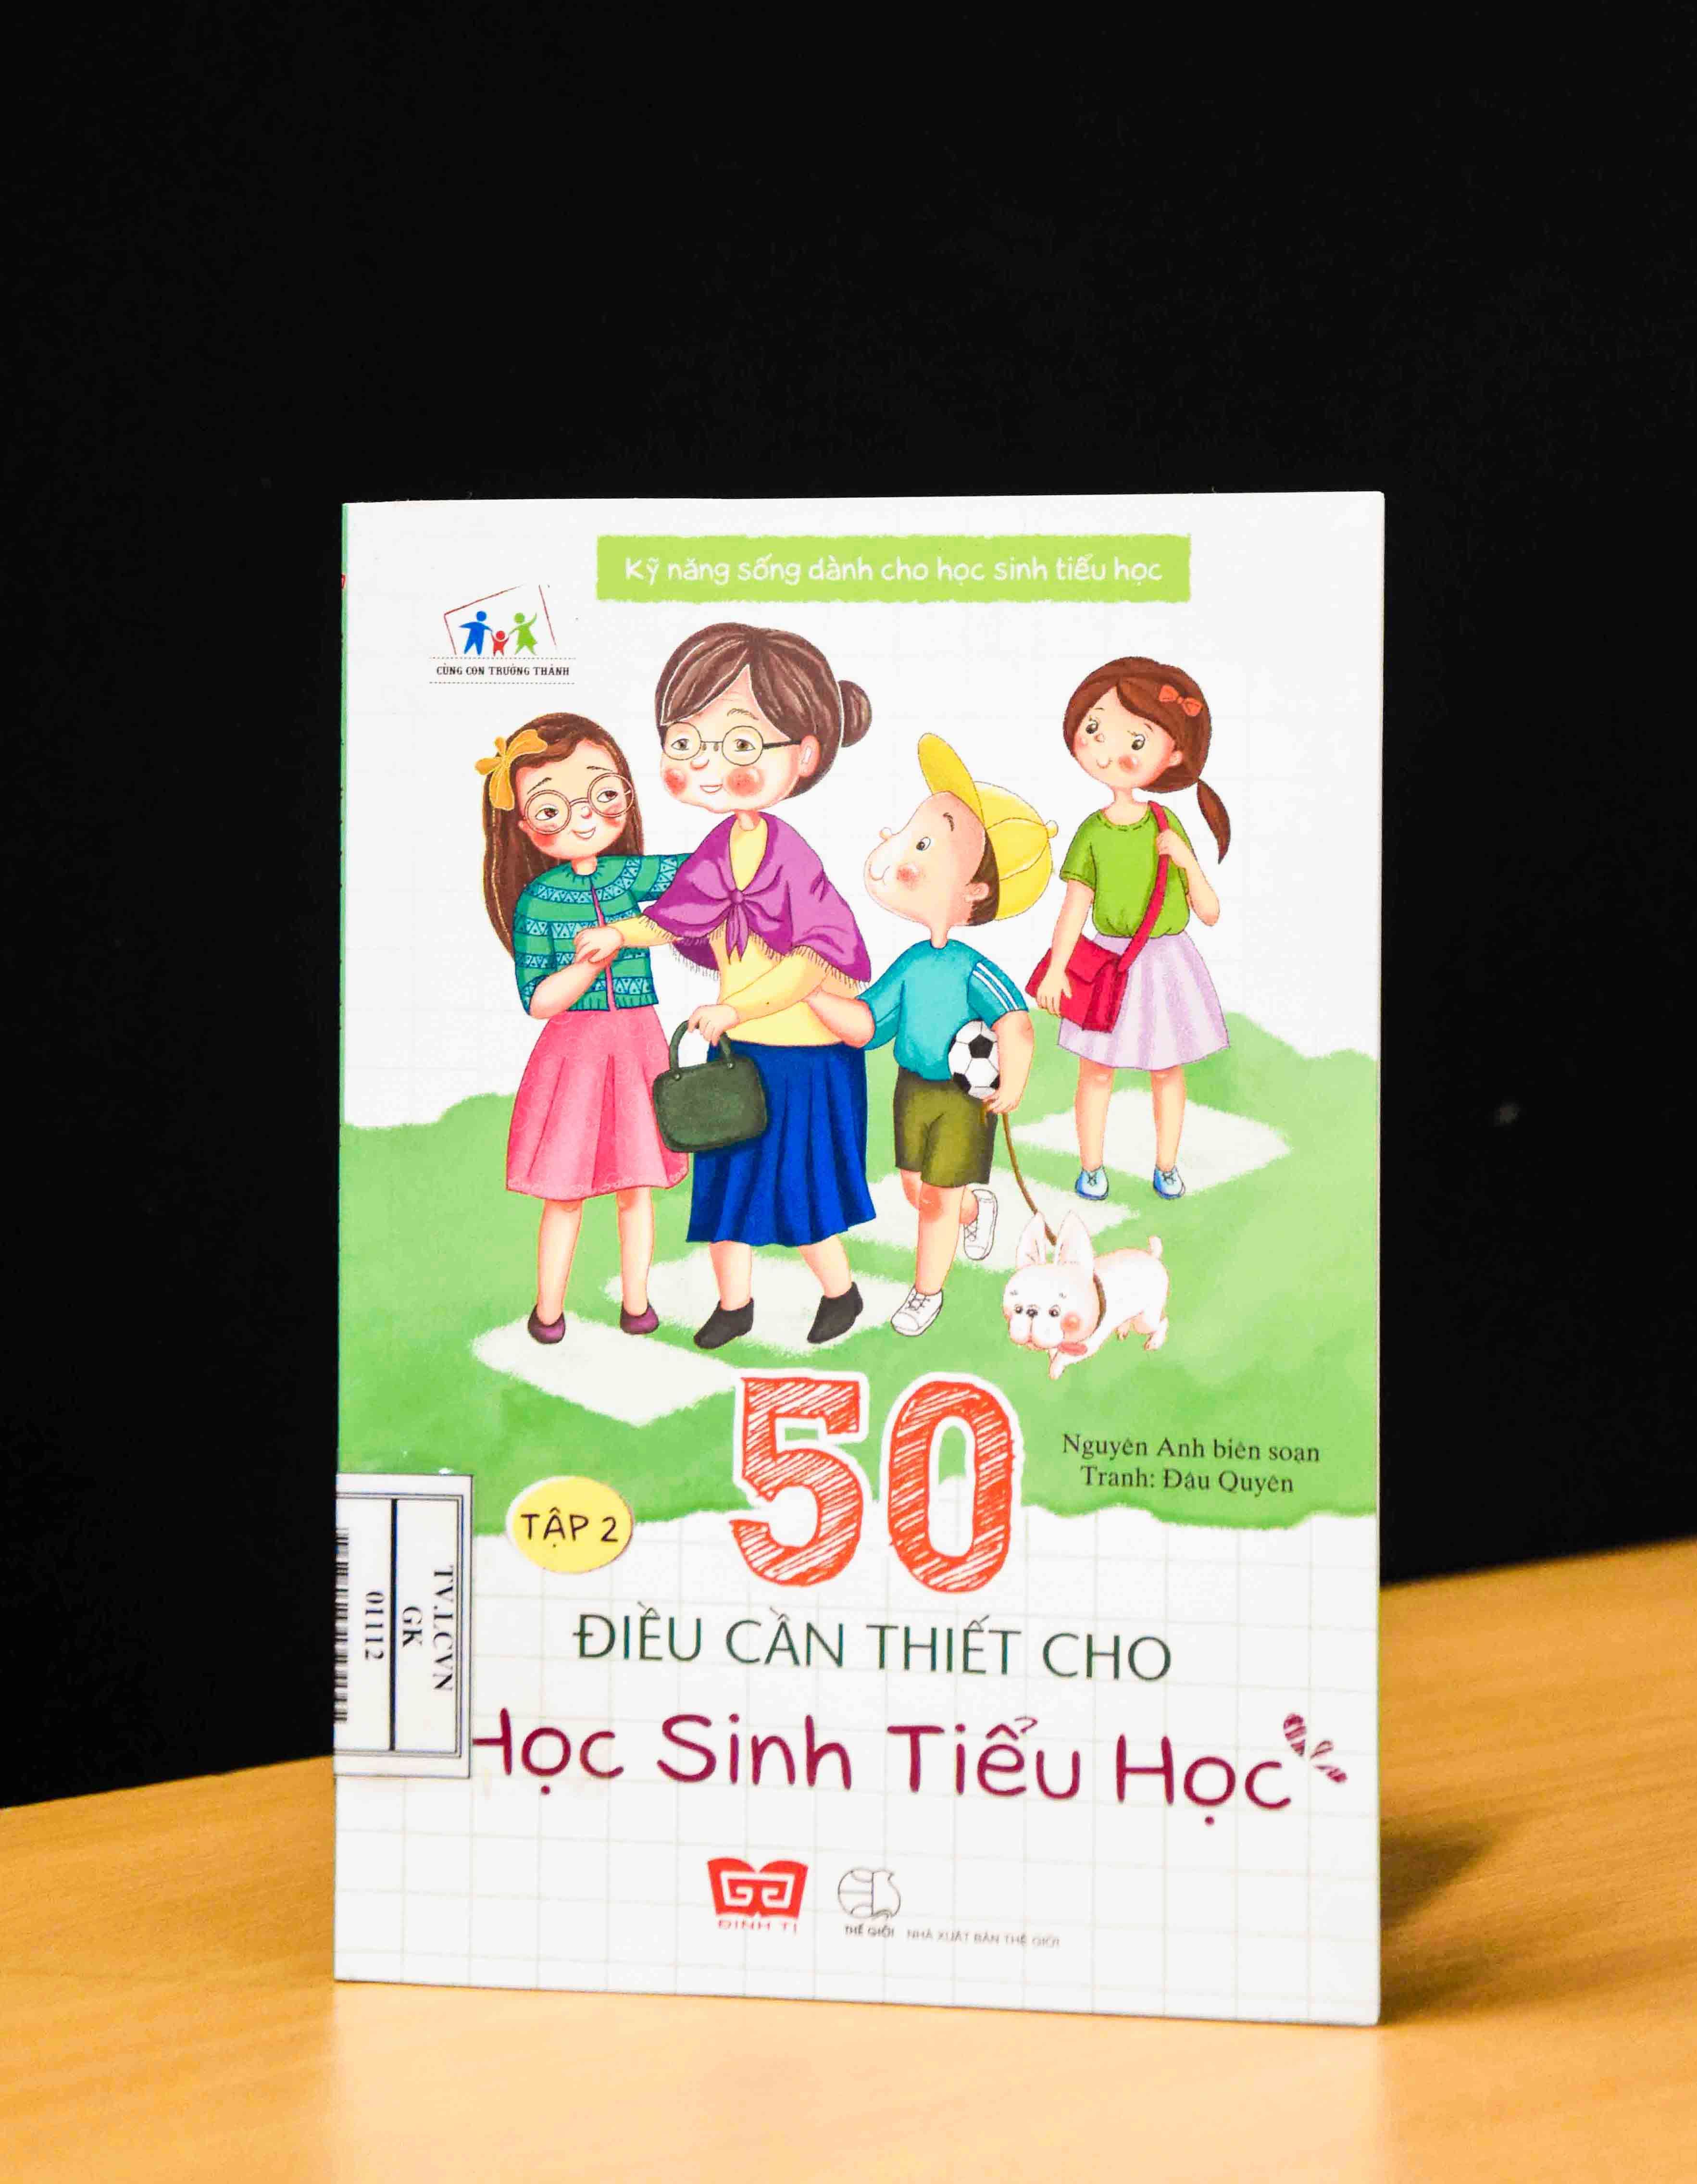 Kỹ năng sống dành cho học sinh tiểu học
CÙNG CON TRƯỞNG THÀNH
50
Nguyên Anh biên soạn
Tranh: Đậu Quyên
TẬP 2
TV.LCVN
GK
01112
ĐIỀU CẦN THIẾT CHO
Học Sinh Tiểu Học
ĐINH TỊ
THẾ GIỚI NHÀ XUẤT BẢN THẾ GIỚI